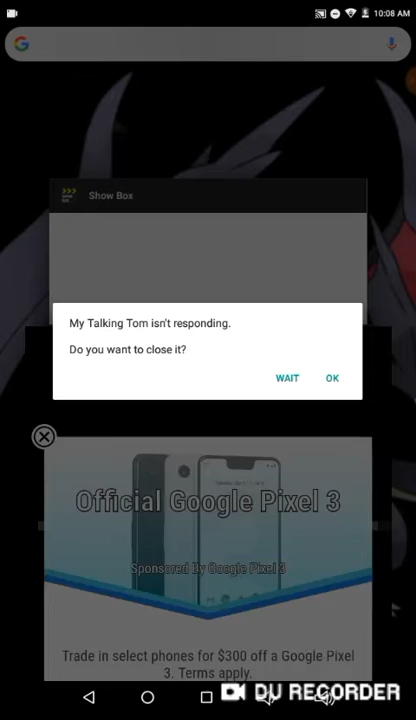 10:08 AM
Show Box
My Talking Tom isn't responding.
Do you want to close it?
WAIT OK
Official Google Pixel 3
Sponsored By Google Pixel 3
Trade in select phones for $300 off a Google Pixel
3. Terms apply.
DU RECORDER